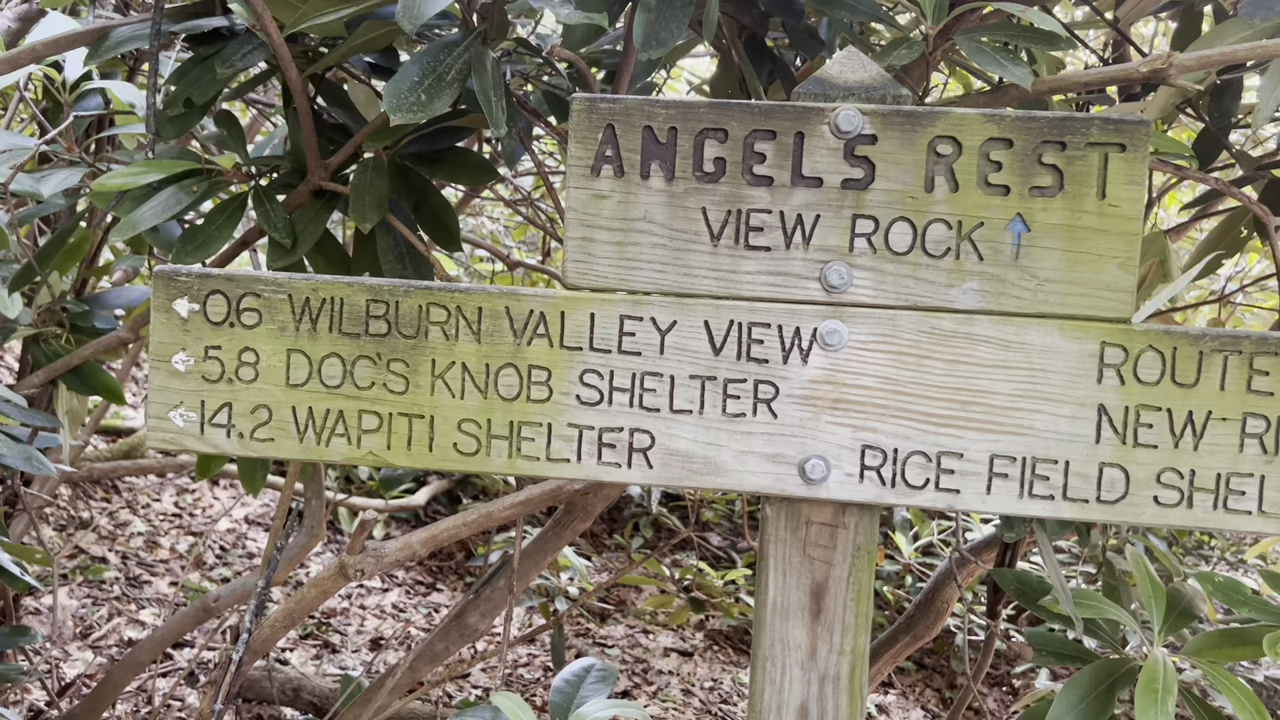 ANGELS REST
VIEW ROCK
0.6 WILBURN VALLEY VIEW
5.8 DOC'S KNOB SHELTER
14.2 WAPITI SHELTER
ROUTE
NEW
RICE FIELD